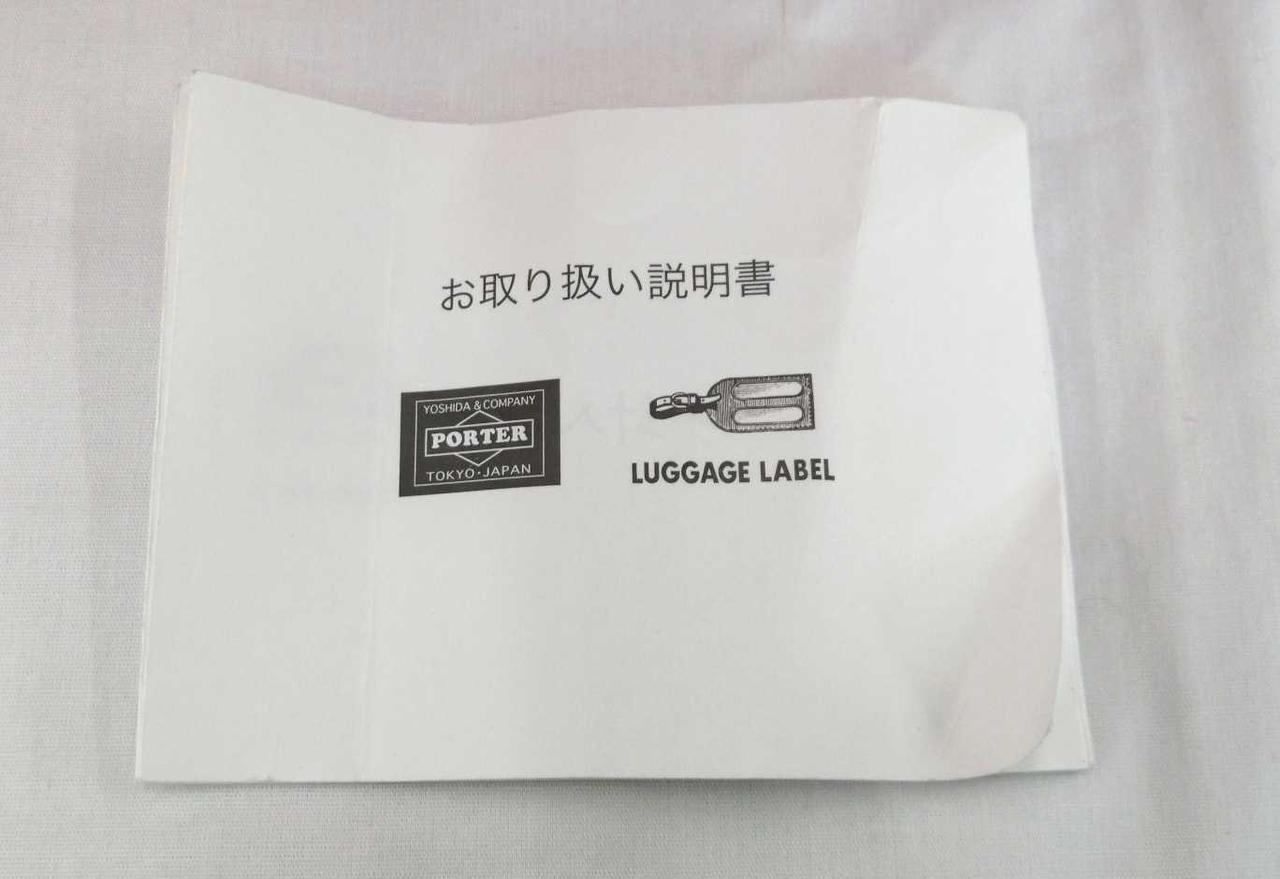 お取り扱い説明書
YOSHIDA & COMPANY
PORTER
TOKYO・JAPAN
LUGGAGE LABEL